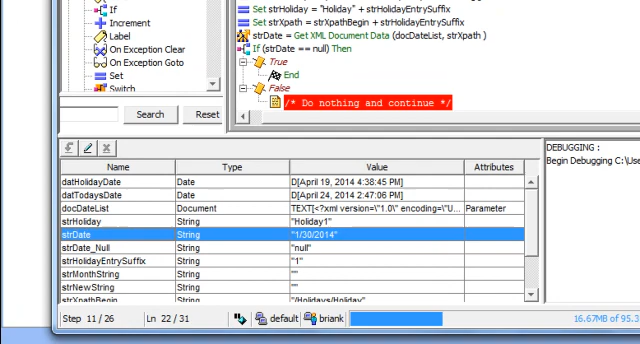 If
Increment
Label
On Exception Clear
On Exception Goto
Set
Switch
Search
Reset
Set strHoliday = "Holiday" + strHolidayEntrySuffix
Set strXpath = strXpathBegin + strHolidayEntrySuffix
strDate = Get XML Document Data (docDateList, strXpath )
If (strDate == null) Then
True
End
False
/* Do nothing and continue */
Name Type Value Attributes
datHolidayDate Date D[April 19, 2014 4:38:45 PM]
datTodaysDate Date D[April 24, 2014 2:47:06 PM]
docDateList Document TEXT[<?xml version=\"1.0\" encoding=\"U... Parameter
strHoliday String "Holiday1"
strDate String "1/30/2014"
strDate_Null String "null"
strHolidayEntrySuffix String "1"
strMonthString String ""
strNewString String ""
strXpathBegin String "/Holidays/Holiday"
DEBUGGING :
Begin Debugging C:\Use
Step 11 / 26 Ln 22 / 31 default briank 16.67MB of 95.3